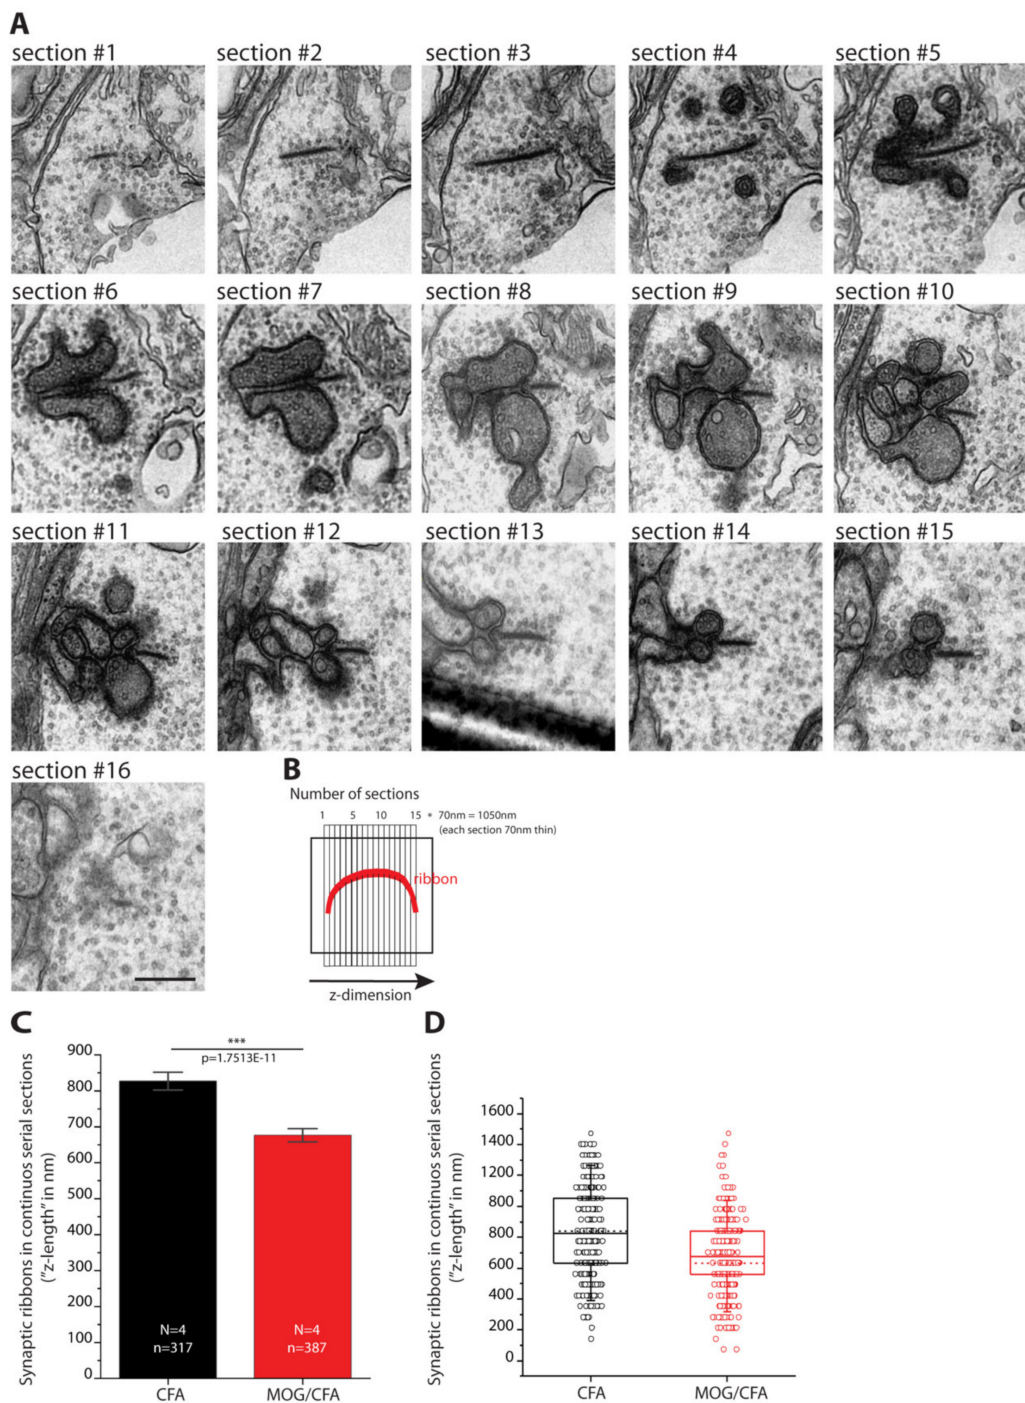 A
section #1
section #2
section #3
section #4
section #5
section #6
section #7
section #8
section #9
section #10
section #11
section #12
section #13
section #14
section #15
section #16
B
Number of sections
1 5 10 15 * 70nm = 1050nm
(each section 70nm thin)
ribbon
z-dimension
C
Synaptic ribbons in continuos serial sections
("z-length" in nm)
900
800
700
600
500
400
300
200
100
0
***
p=1.7513E-11
N=4
n=317
N=4
n=387
CFA
MOG/CFA
D
Synaptic ribbons in continuos serial sections
("z-length" in nm)
1600
1400
1200
800
800
600
400
200
0
CFA
MOG/CFA